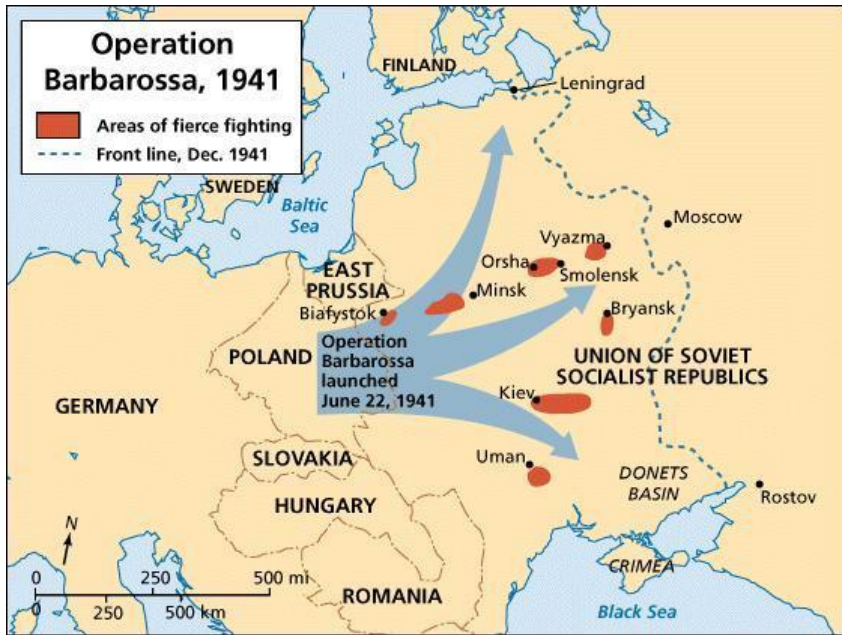 Operation
Barbarossa, 1941
Areas of fierce fighting
Front line, Dec. 1941
FINLAND
Leningrad
SWEDEN
Baltic
Sea
Moscow
Vyazma
Orsha
Smolensk
EAST
PRUSSIA
Minsk
Biafystok
Bryansk
Operation
Barbarossa
launched
June 22, 1941
POLAND
UNION OF SOVIET
SOCIALIST REPUBLICS
GERMANY
Kiev
SLOVAKIA
Uman
DONETS
BASIN
Rostov
HUNGARY
N
CRIMEA
0 250 500 mi
0 250 500 km
ROMANIA
Black Sea